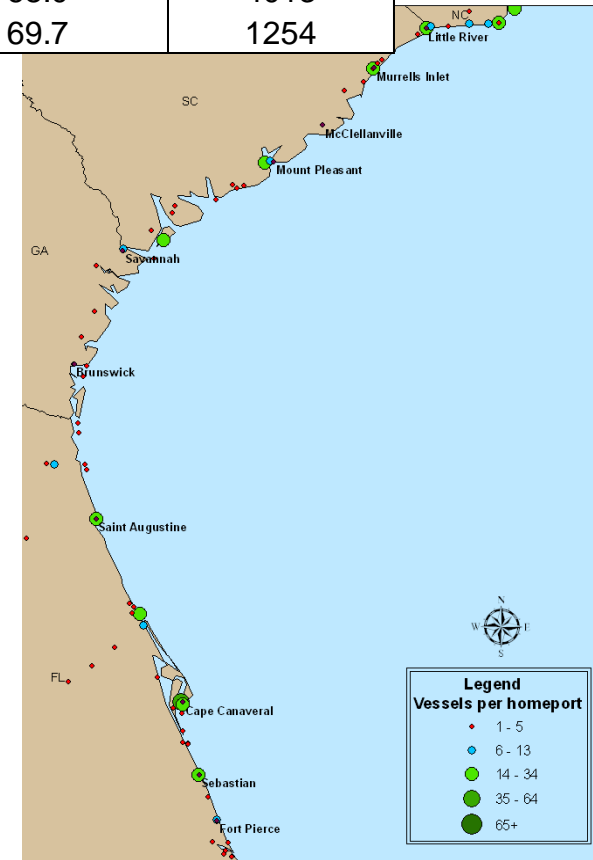 69.7 1254
NC
Little River
Murrells Inlet
SC
McClellanville
Mount Pleasant
GA
Savannah
Brunswick
Saint Augustine
N
W E
S
FL
Cape Canaveral
Sebastian
Fort Pierce
Legend
Vessels per homeport
1 - 5
6 - 13
14 - 34
35 - 64
65+